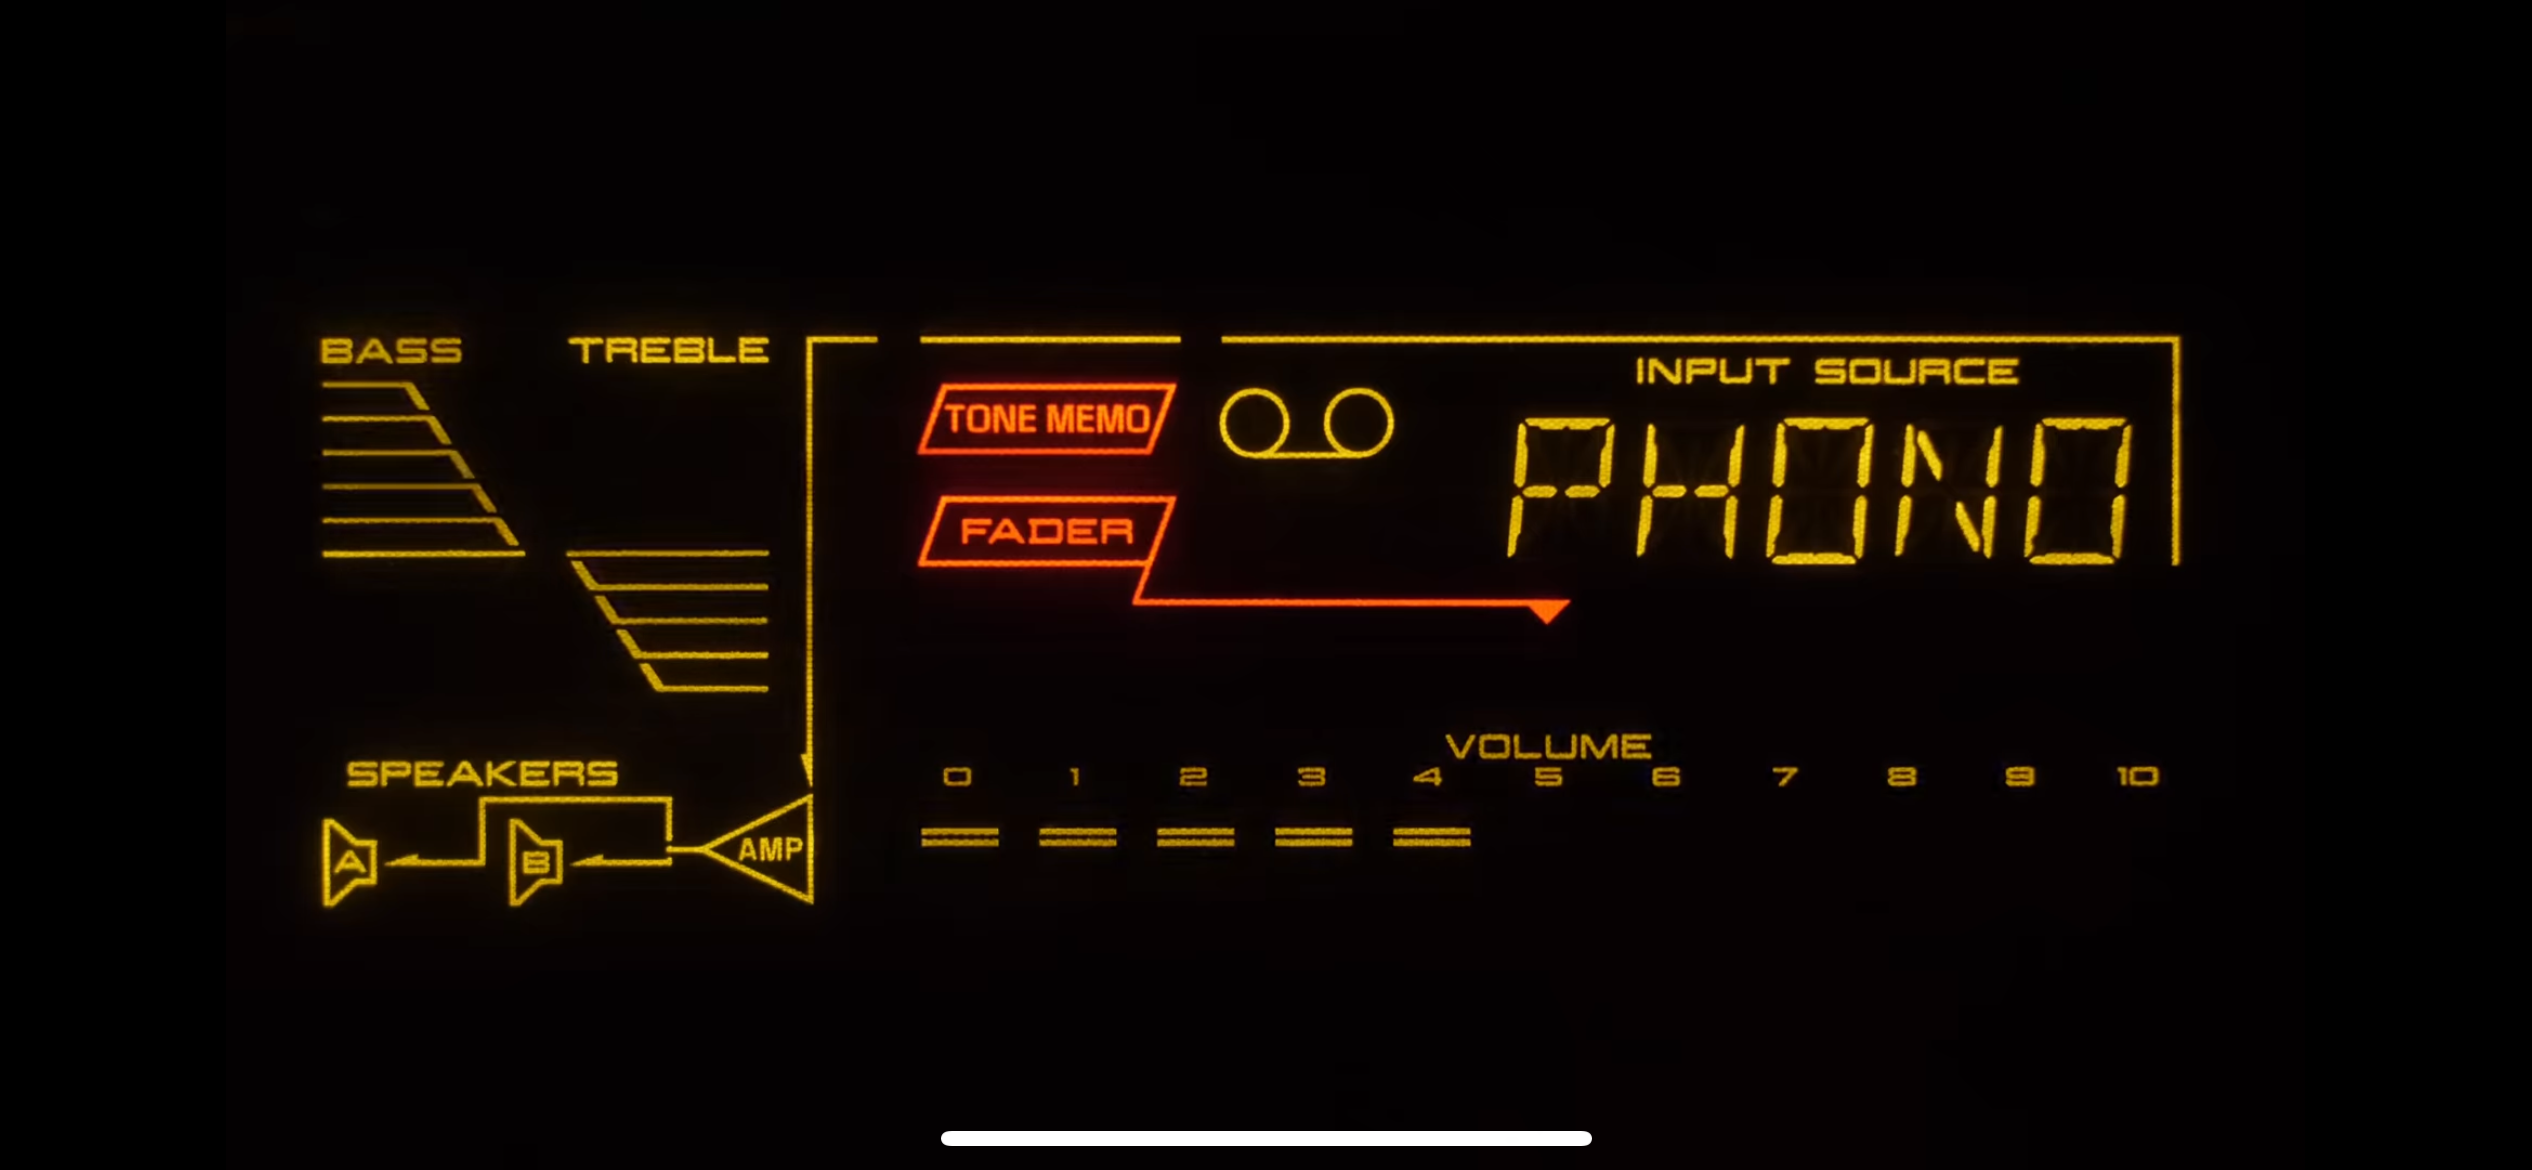 BASS TREBLE
TONE MEMO
FADER
INPUT SOURCE
PHONO
SPEAKERS
A B AMP
VOLUME
0 1 2 3 4 5 6 7 8 9 10